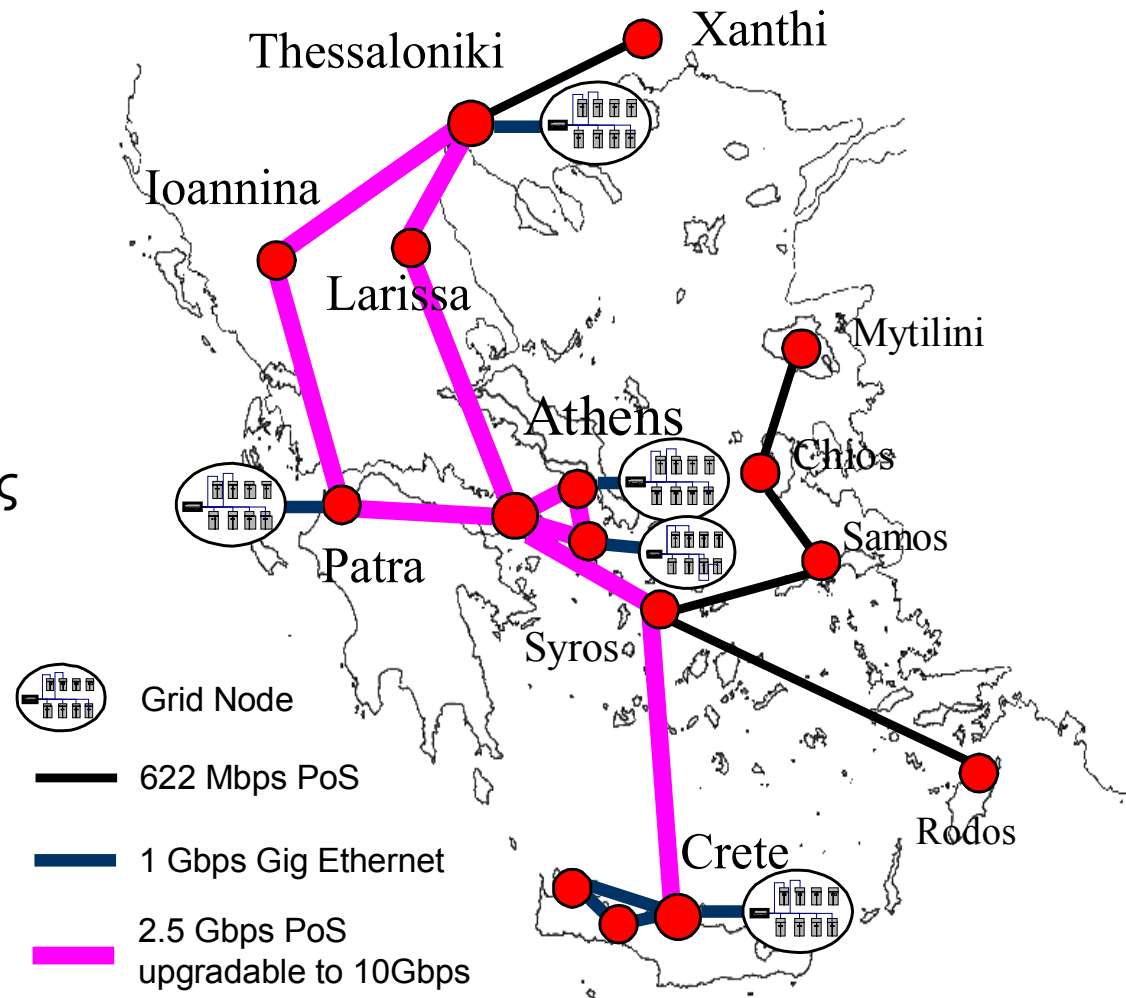 Xanthi
Thessaloniki
Ioannina
Larissa
Mytilini
Athens
Chios
ς
Samos
Patra
Syros
Grid Node
622 Mbps PoS
Rodos
Crete
1 Gbps Gig Ethernet
2.5 Gbps PoS
upgradable to 10Gbps